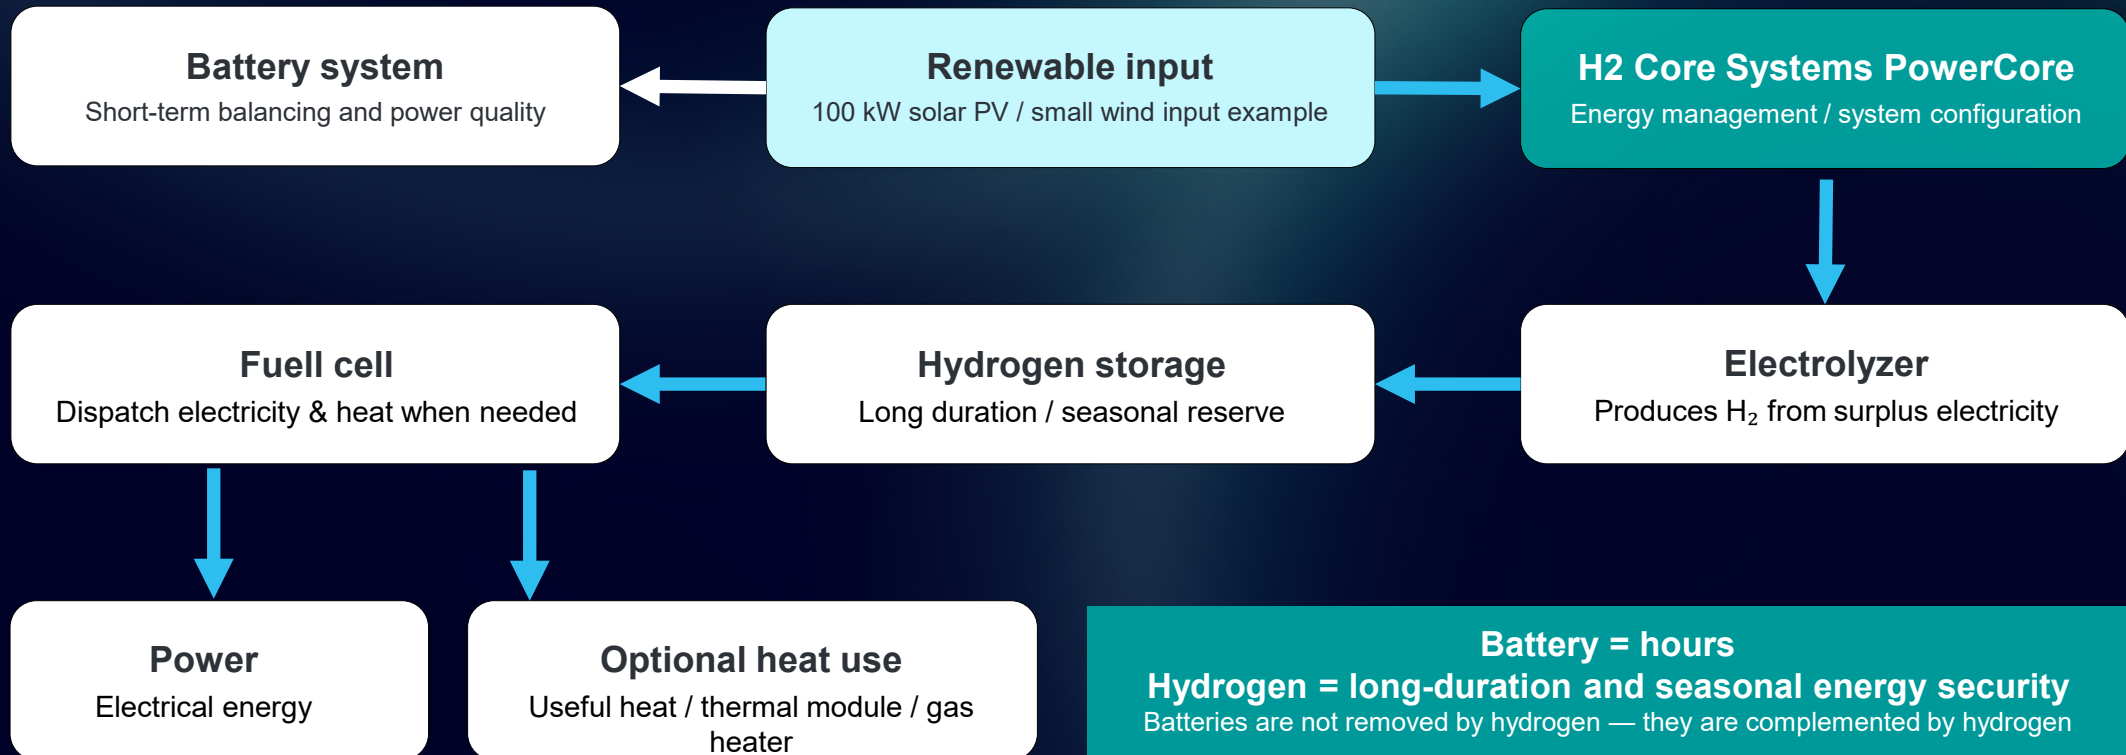 Battery system
Short-term balancing and power quality
Renewable input
100 kW solar PV / small wind input example
H2 Core Systems PowerCore
Energy management / system configuration
Fuell cell
Dispatch electricity & heat when needed
Hydrogen storage
Long duration / seasonal reserve
Electrolyzer
Produces H₂ from surplus electricity
Power
Electrical energy
Optional heat use
Useful heat / thermal module / gas
heater
Battery = hours
Hydrogen = long-duration and seasonal energy security
Batteries are not removed by hydrogen — they are complemented by hydrogen